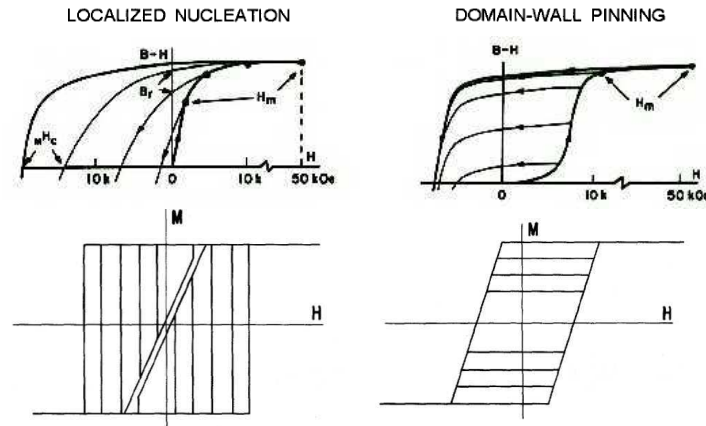 LOCALIZED NUCLEATION
DOMAIN-WALL PINNING
B-H
Br
Hm
MHc
H
10k
0
10k
50 kOe
B-H
Hm
H
0
10k
50 kOe
M
H
M
H